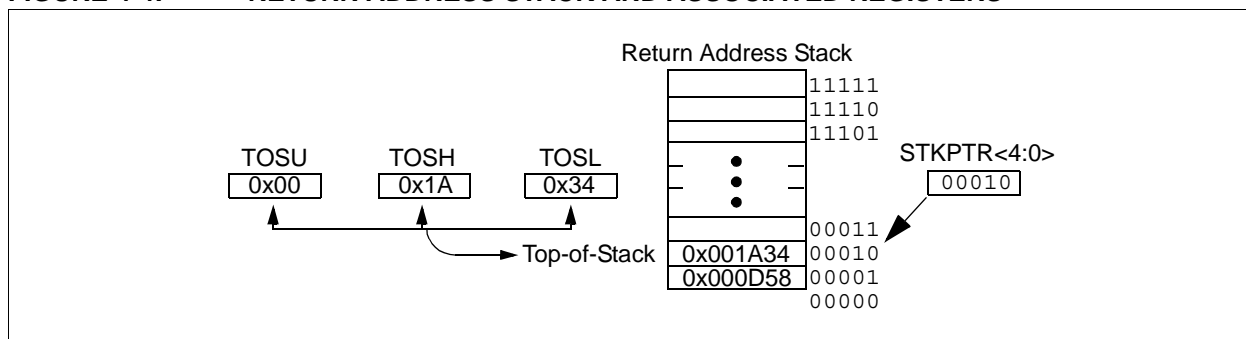 Return Address Stack
11111
11110
11101
TOSU TOSH TOSL STKPTR<4:0>
0x00 0x1A 0x34 00010
00011
Top-of-Stack 0x001A34 00010
0x000D58 00001
00000